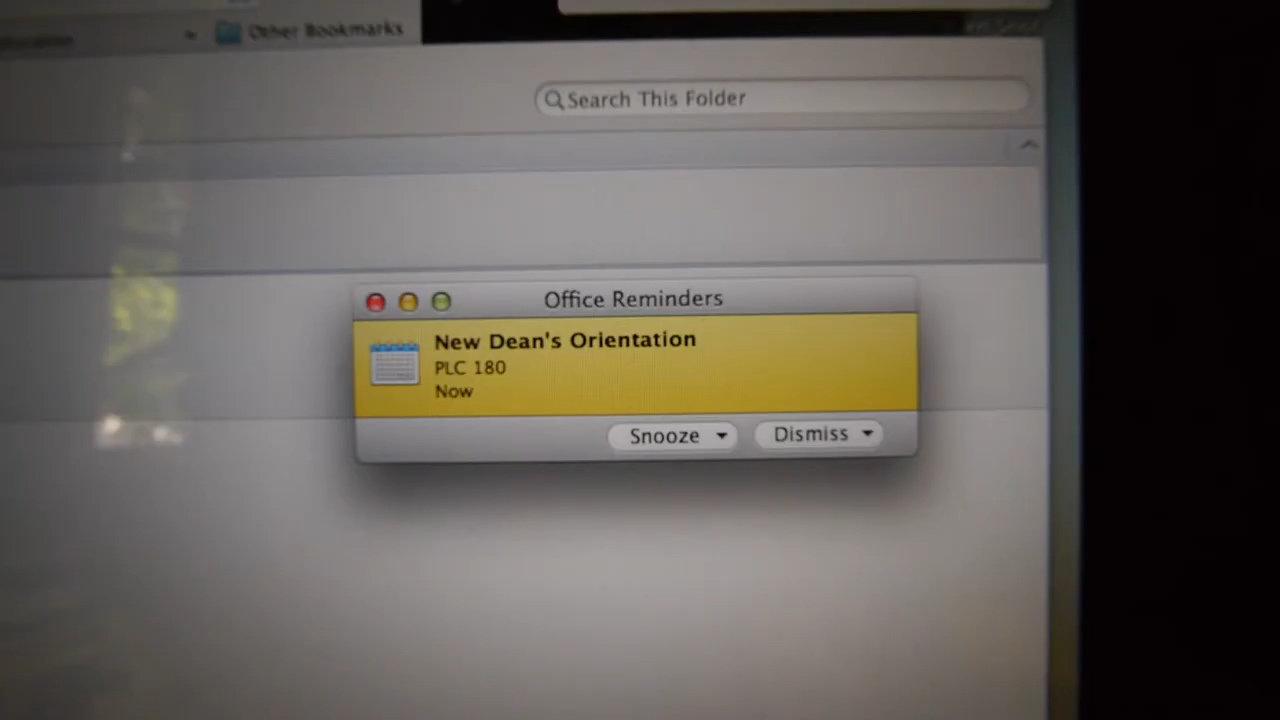 Other Bookmarks
Search This Folder
Office Reminders
New Dean's Orientation
PLC 180
Now
Snooze
Dismiss